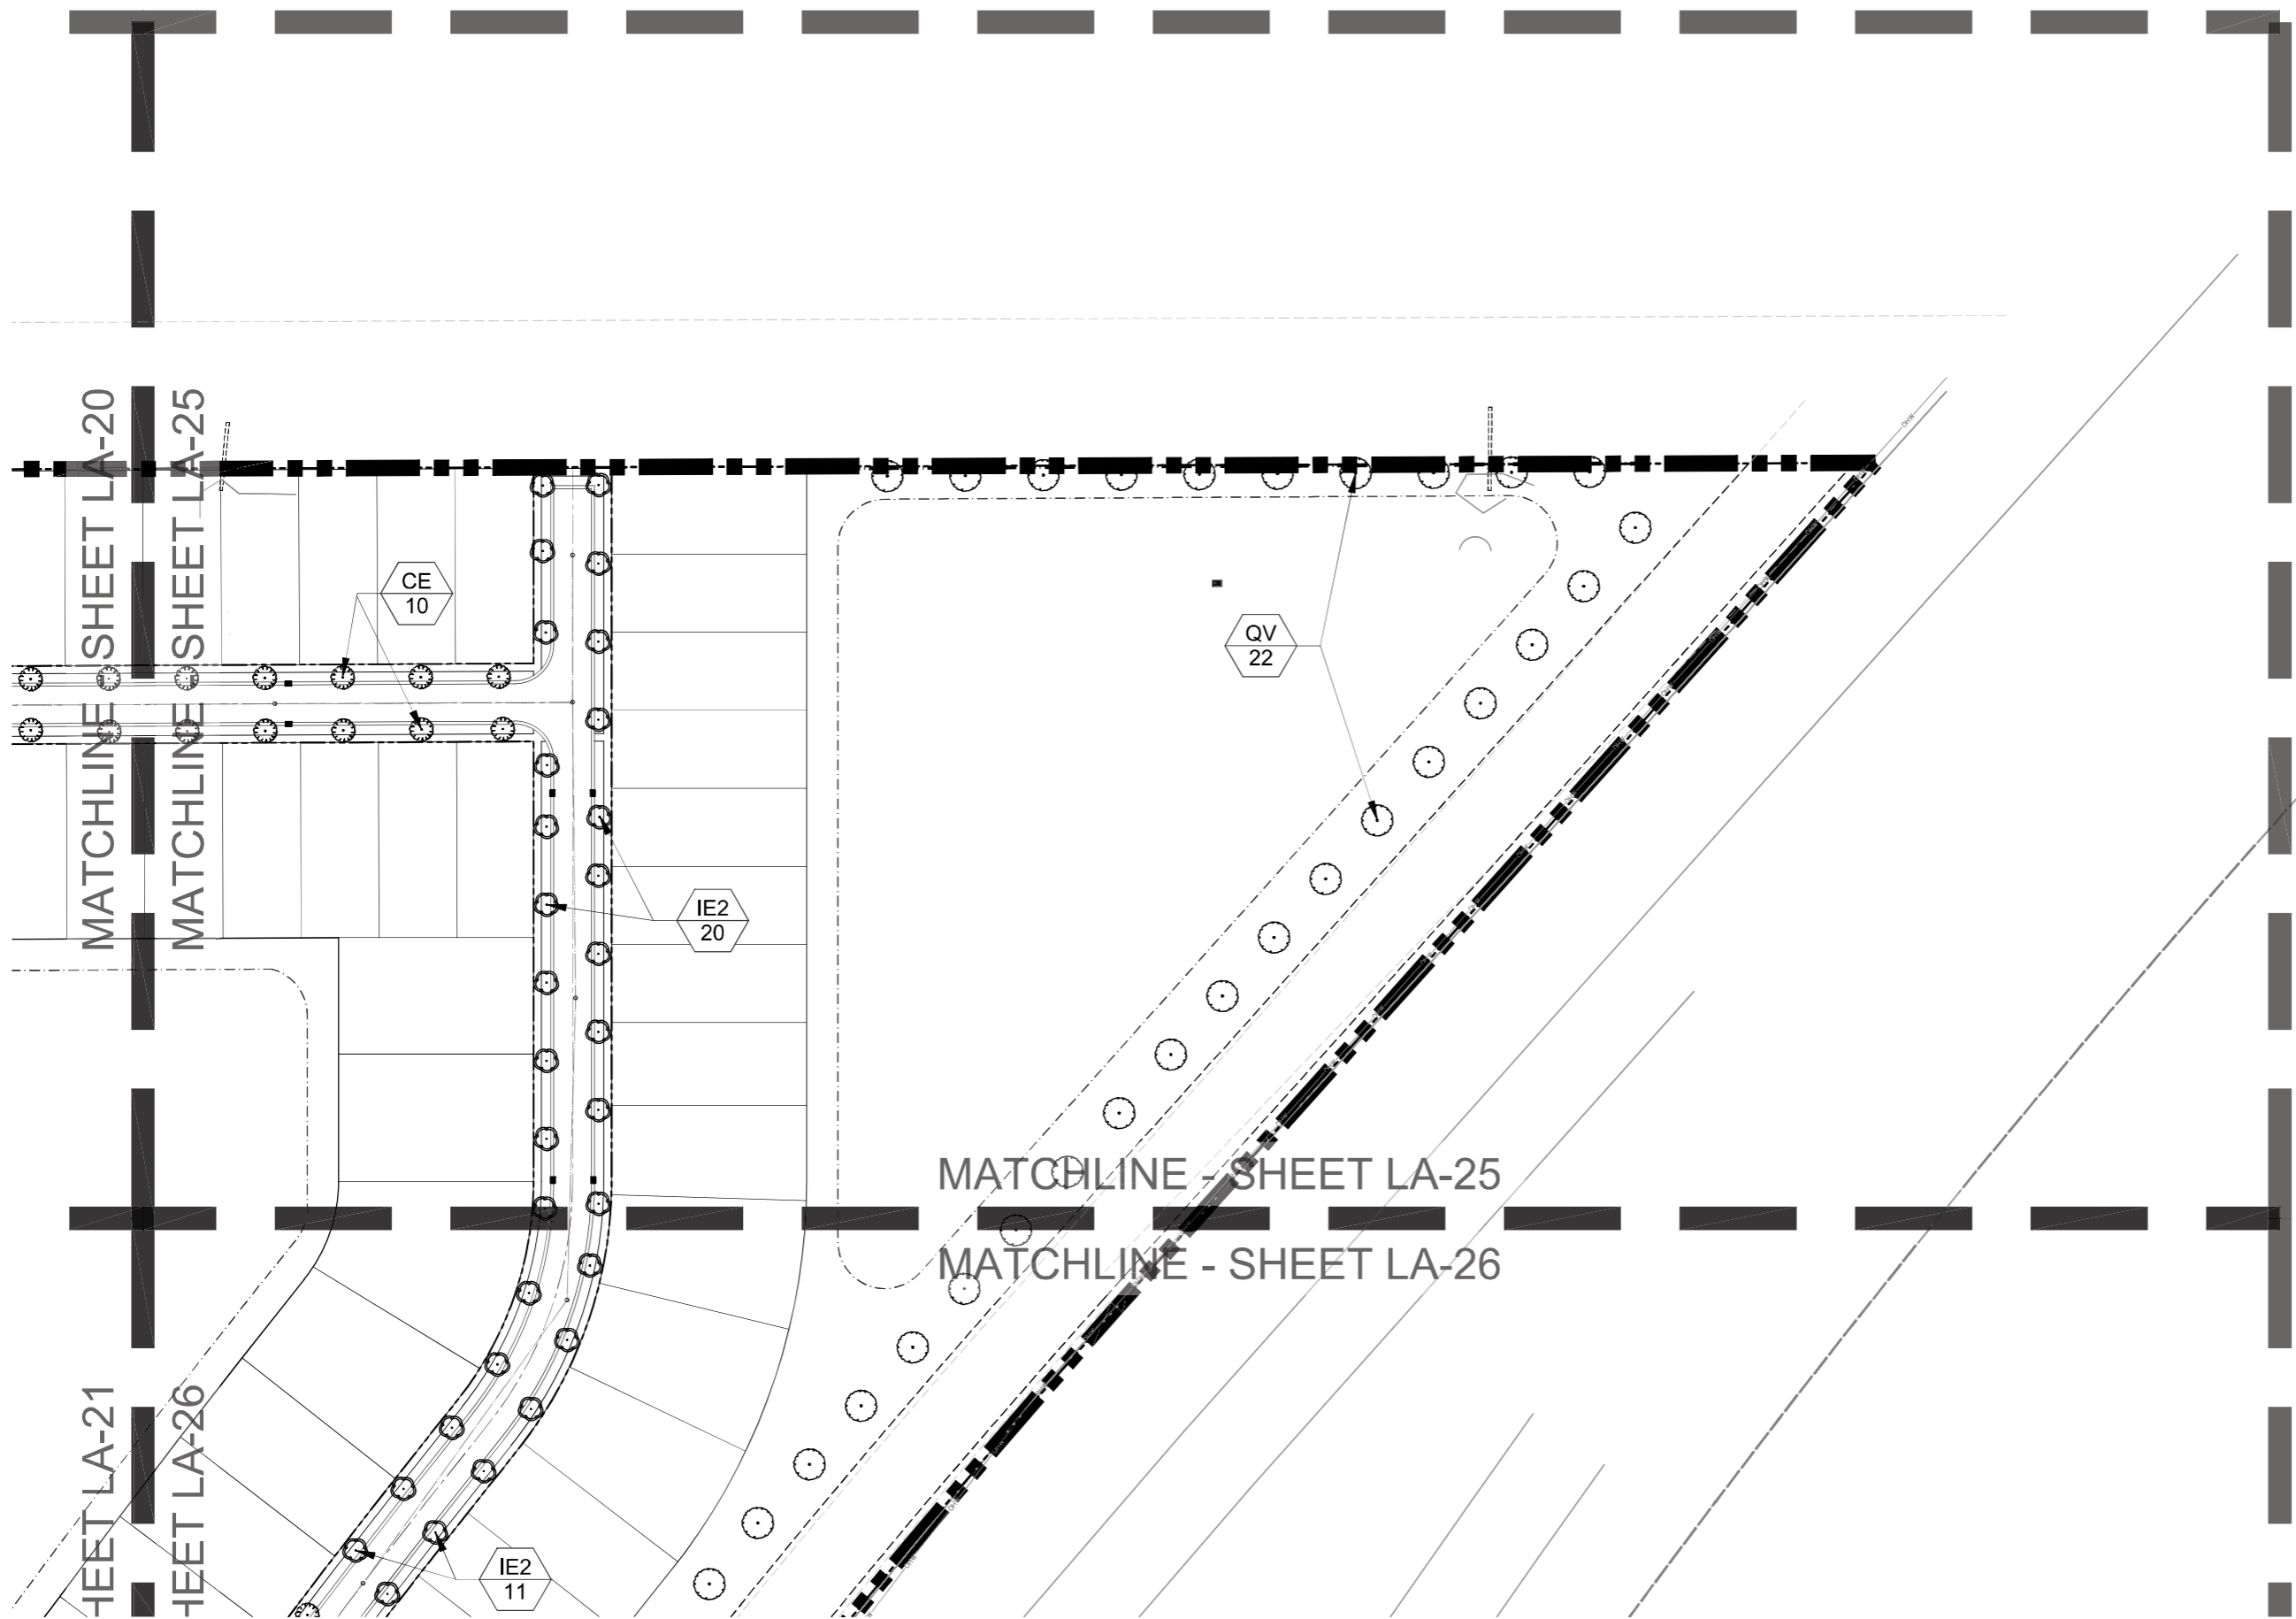 MATCHLINE - SHEET LA-20
MATCHLINE - SHEET LA-25
OHW
CE
10
QV
22
IE2
20
MATCHLINE - SHEET LA-25
MATCHLINE - SHEET LA-26
HEET LA-21
HEET LA-26
IE2
11